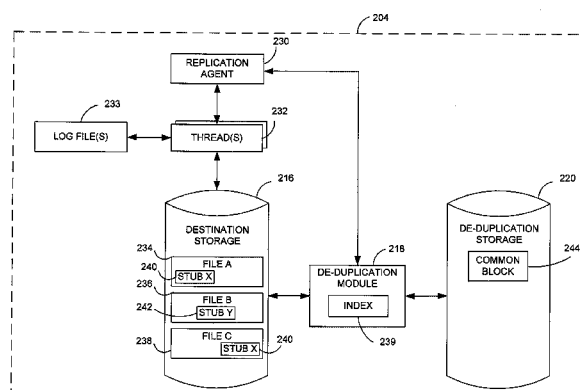 204
230
REPLICATION
AGENT
233
232
LOG FILE(S)
THREAD(S)
216
220
DESTINATION
STORAGE
DE-DUPLICATION
STORAGE
234
FILE A
240
STUB X
218
244
COMMON
BLOCK
236
FILE B
242
STUB Y
DE-DUPLICATION
MODULE
INDEX
238
FILE C
STUB X
240
239